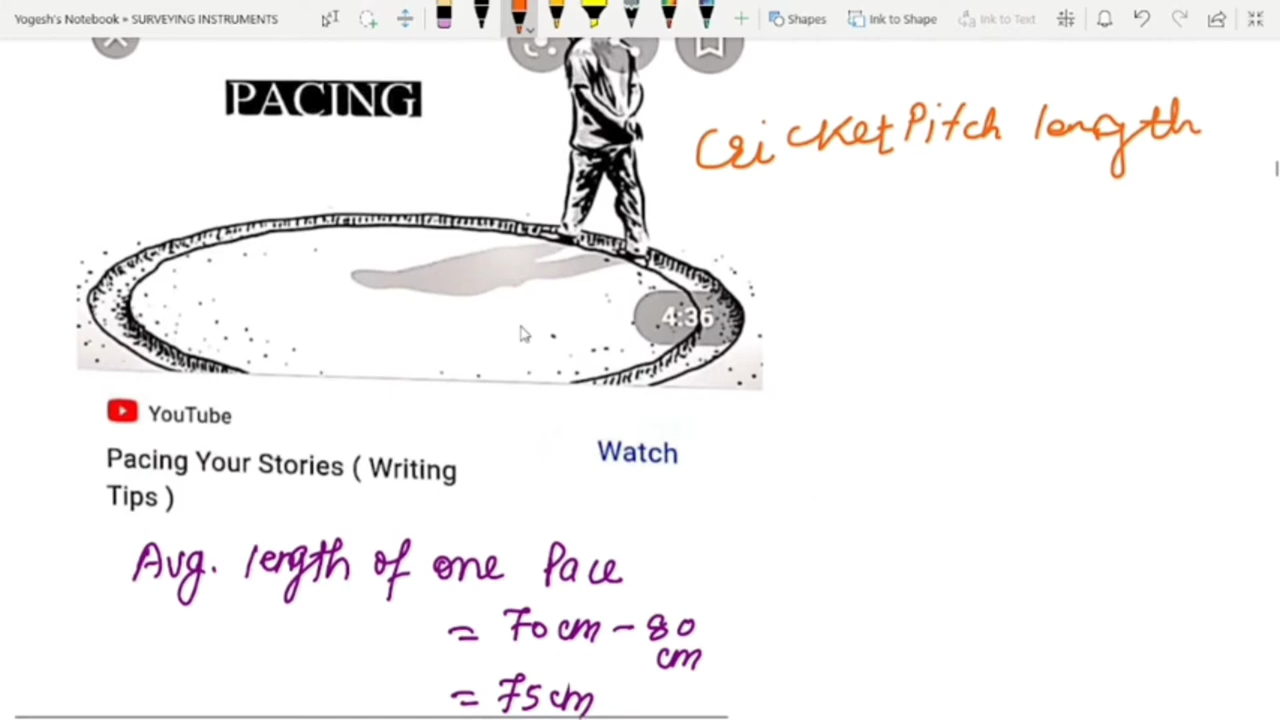 Yogesh's Notebook » SURVEYING INSTRUMENTS
Shapes
Ink to Shape
Ink to Text
PACING
Cricket Pitch length
4:36
YouTube
Watch
Pacing Your Stories ( Writing
Tips )
Avg. length of one Pace
= 70 cm - 80
cm
= 75 cm